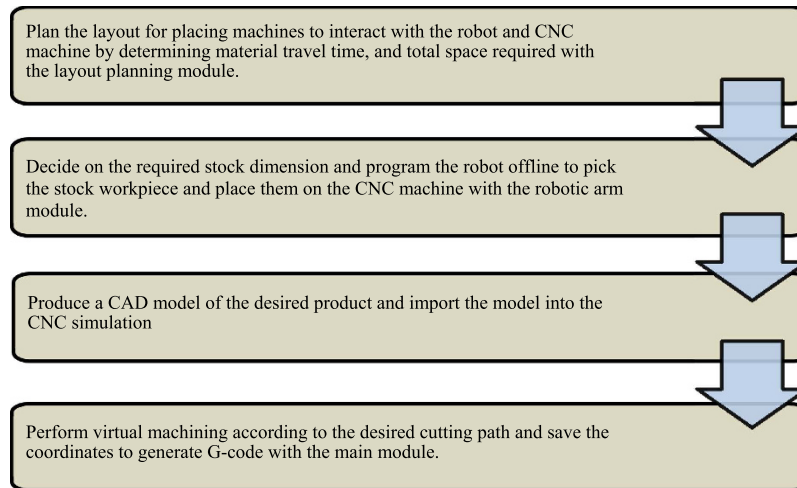 Plan the layout for placing machines to interact with the robot and CNC
machine by determining material travel time, and total space required with
the layout planning module.
Decide on the required stock dimension and program the robot offline to pick
the stock workpiece and place them on the CNC machine with the robotic arm
module.
Produce a CAD model of the desired product and import the model into the
CNC simulation
Perform virtual machining according to the desired cutting path and save the
coordinates to generate G-code with the main module.